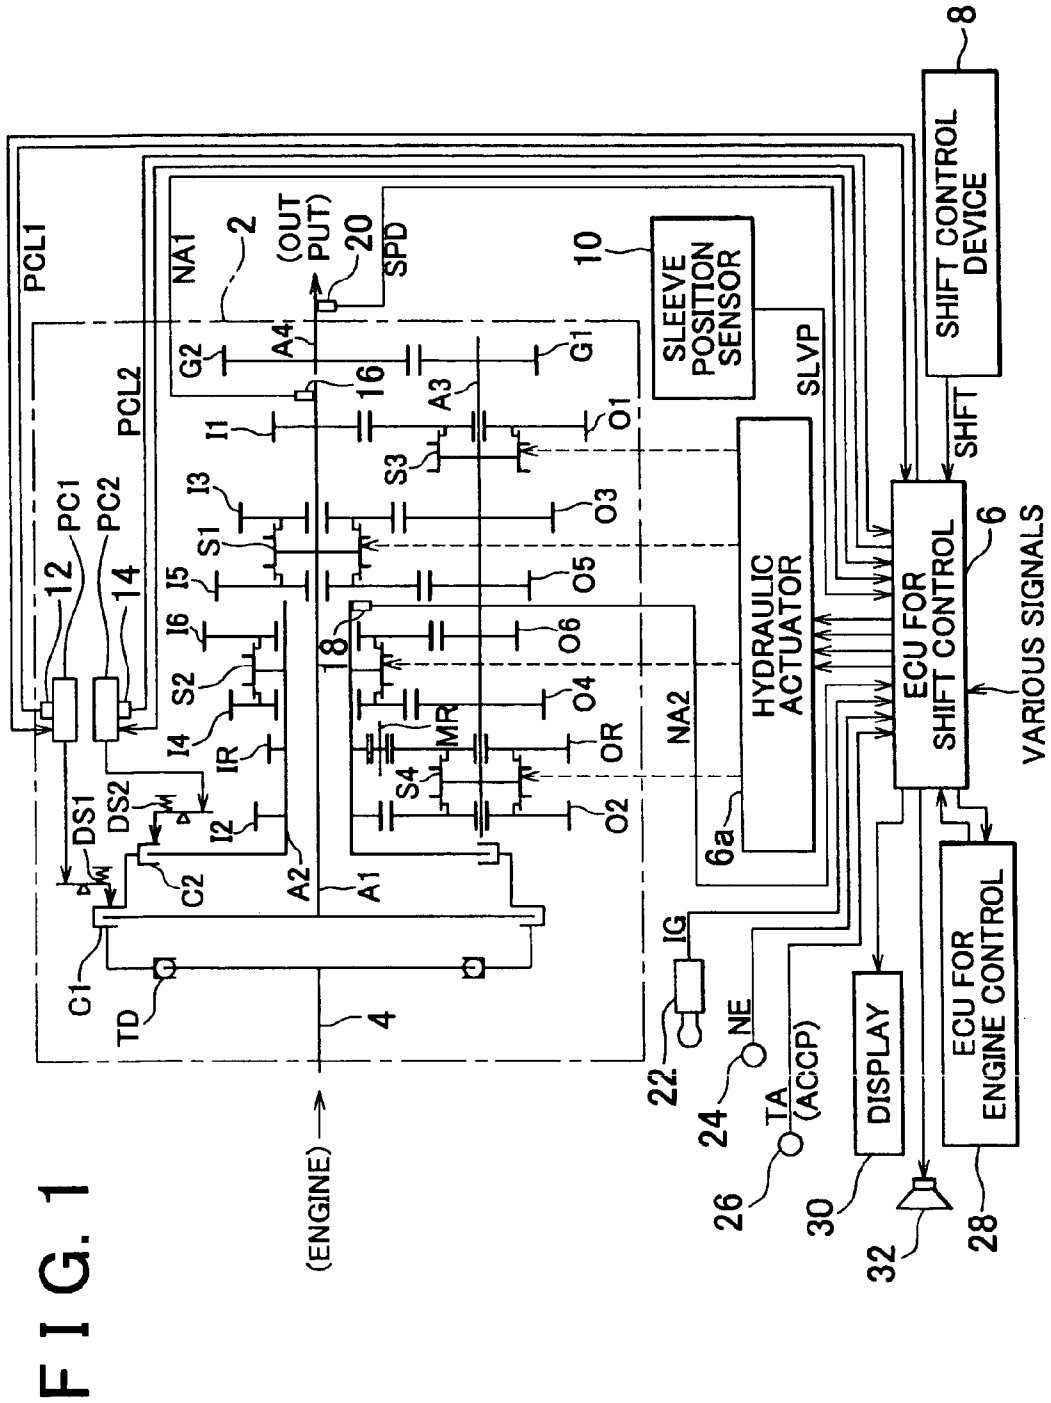 FIG. 1
PCL1
NA1
(OUT
PUT)
2
20
SPD
PCL2
G2
A4
G1
16
A3
I1
O1
S3
10
SLEEVE
POSITION
SENSOR
SLVP
8
SHIFT CONTROL
DEVICE
SHFT
PC1
12
PC2
14
I3
S1
O3
I5
O5
I6
S2
18
O6
I4
O4
IR
MR
OR
I2
S4
O2
DS1
DS2
C2
A2
A1
C1
TD
4
(ENGINE)
HYDRAULIC
ACTUATOR
6a
NA2
ECU FOR
SHIFT CONTROL
6
VARIOUS SIGNALS
IG
22
NE
24
TA
(ACCP)
26
DISPLAY
30
32
ECU FOR
ENGINE CONTROL
28